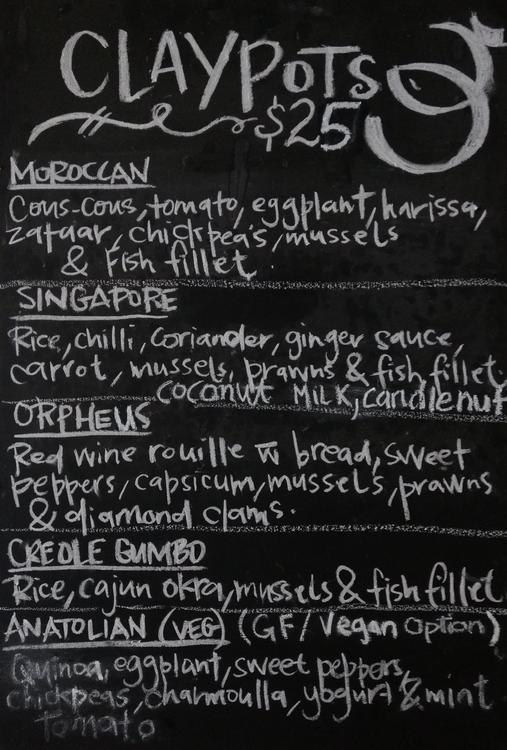 CLAYPOTS
$25
MOROCCAN
Cous-cous, tomato, eggplant, harissa,
zataar, chickpea's, mussels
& Fish fillet.
SINGAPORE
Rice, chilli, Coriander, ginger sauce,
carrot, mussels, prawns & fish fillet.
coconut MILK, candlenut
ORPHEUS
Red wine rouille w bread, sweet
peppers, capsicum, mussels, prawns
& diamond clams.
CREOLE GUMBO
Rice, cajun okra, mussels & fish fillet
ANATOLIAN (VEG) (GF/Vegan option)
Quinoa, eggplant, sweet peppers,
chickpeas, charmoulla, yogurt & mint
Tomato